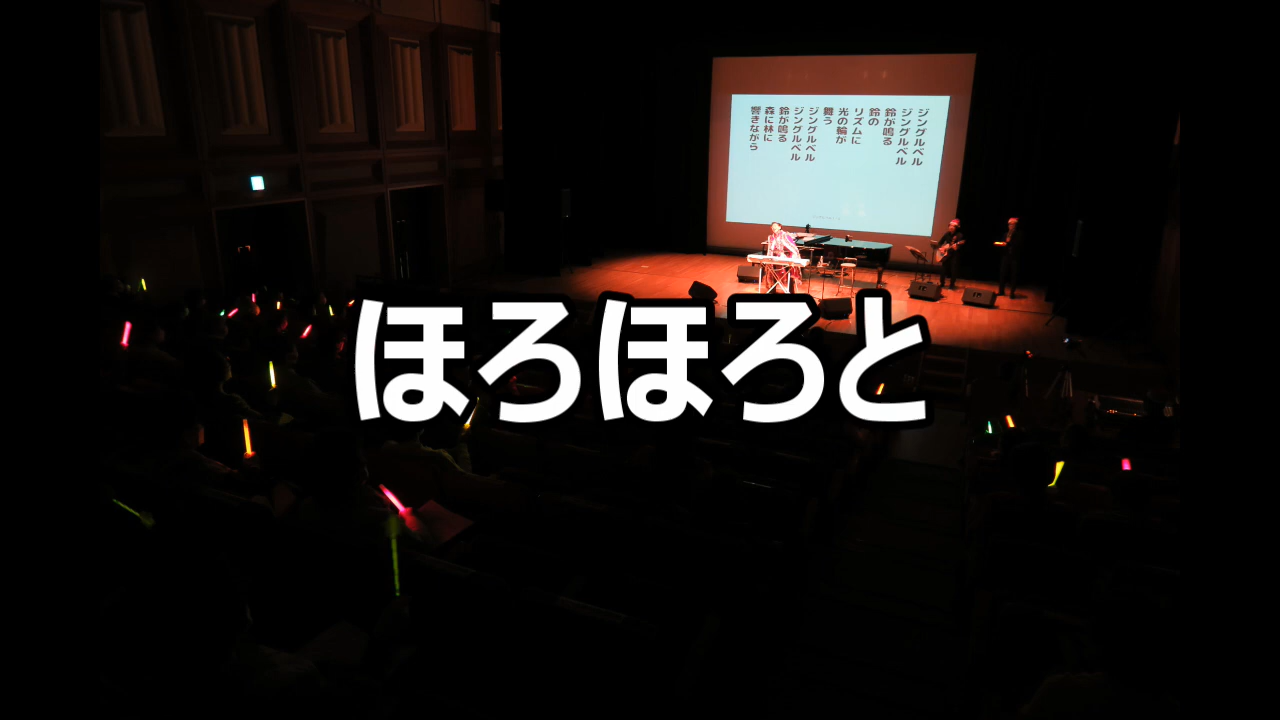 ジングルベル
ジングルベル
鈴が鳴る
鈴の
リズムに
光の輪が
舞う
ジングルベル
ジングルベル
鈴が鳴る
森に林に
響きながら
ほろほろと